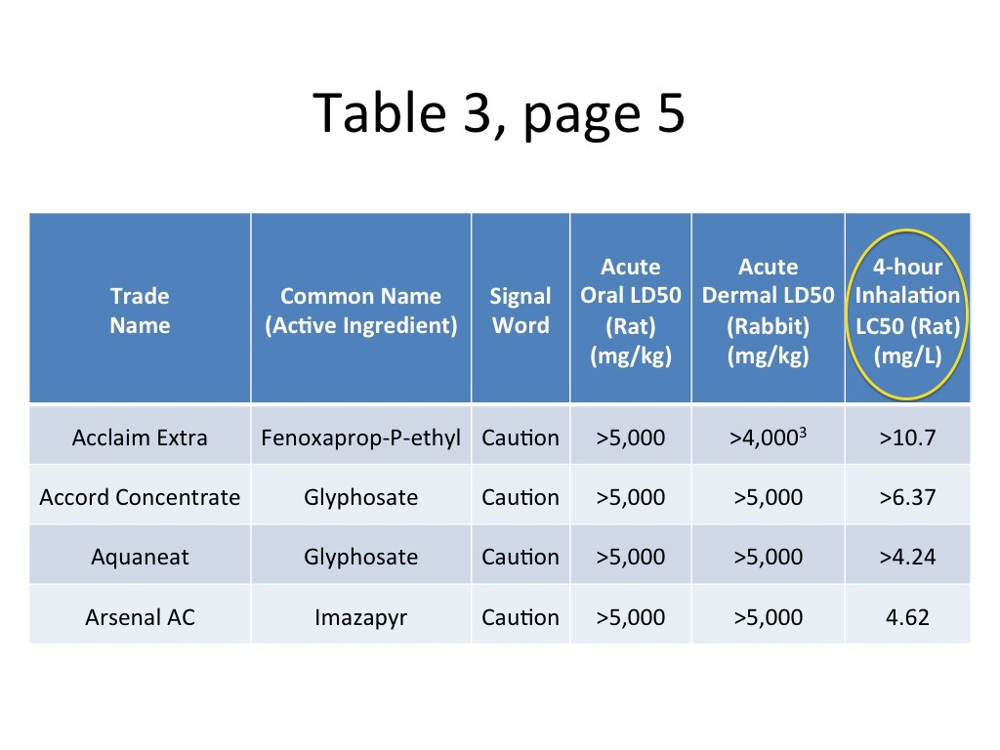 Table 3, page 5
Trade
Name
Common Name
(Active Ingredient)
Signal
Word
Acute
Oral LD50
(Rat)
(mg/kg)
Acute
Dermal LD50
(Rabbit)
(mg/kg)
4-hour
Inhalation
LC50 (Rat)
(mg/L)
Acclaim Extra Fenoxaprop-P-ethyl Caution >5,000 >4,000³ >10.7
Accord Concentrate Glyphosate Caution >5,000 >5,000 >6.37
Aquaneat Glyphosate Caution >5,000 >5,000 >4.24
Arsenal AC Imazapyr Caution >5,000 >5,000 4.62